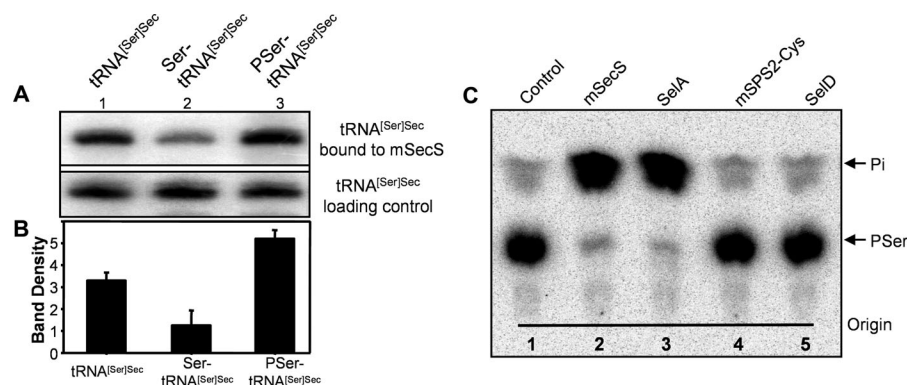 A
tRNA[Ser]Sec
Ser-
tRNA[Ser]Sec
PSer-
tRNA[Ser]Sec
1 2 3
tRNA[Ser]Sec
bound to mSecS
tRNA[Ser]Sec
loading control
B
Band Density
5
4
3
2
1
0
tRNA[Ser]Sec
Ser-
tRNA[Ser]Sec
PSer-
tRNA[Ser]Sec
C
Control
mSecS
SelA
mSPS2-Cys
SelD
Pi
PSer
Origin
1 2 3 4 5